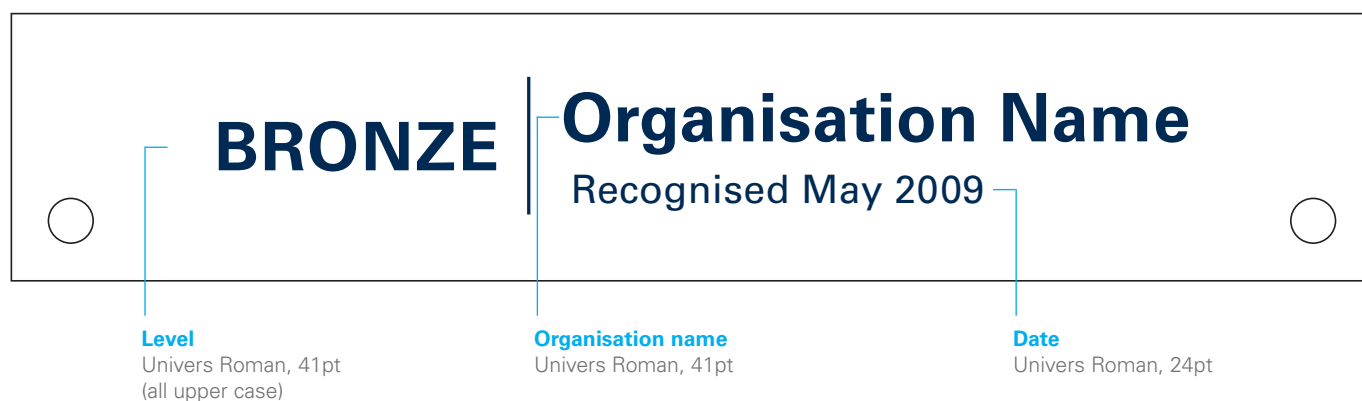 BRONZE
Organisation Name
Recognised May 2009
Level
Univers Roman, 41pt
(all upper case)
Organisation name
Univers Roman, 41pt
Date
Univers Roman, 24pt